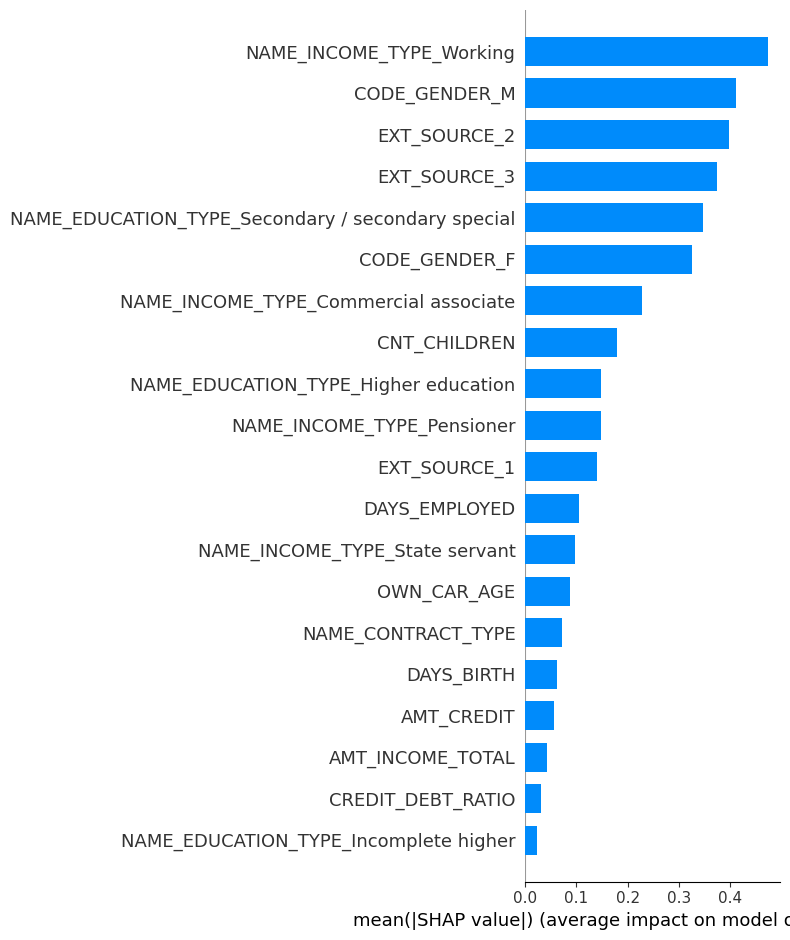 NAME_INCOME_TYPE_Working
CODE_GENDER_M
EXT_SOURCE_2
EXT_SOURCE_3
NAME_EDUCATION_TYPE_Secondary / secondary special
CODE_GENDER_F
NAME_INCOME_TYPE_Commercial associate
CNT_CHILDREN
NAME_EDUCATION_TYPE_Higher education
NAME_INCOME_TYPE_Pensioner
EXT_SOURCE_1
DAYS_EMPLOYED
NAME_INCOME_TYPE_State servant
OWN_CAR_AGE
NAME_CONTRACT_TYPE
DAYS_BIRTH
AMT_CREDIT
AMT_INCOME_TOTAL
CREDIT_DEBT_RATIO
NAME_EDUCATION_TYPE_Incomplete higher
0.0 0.1 0.2 0.3 0.4
mean(|SHAP value|) (average impact on model